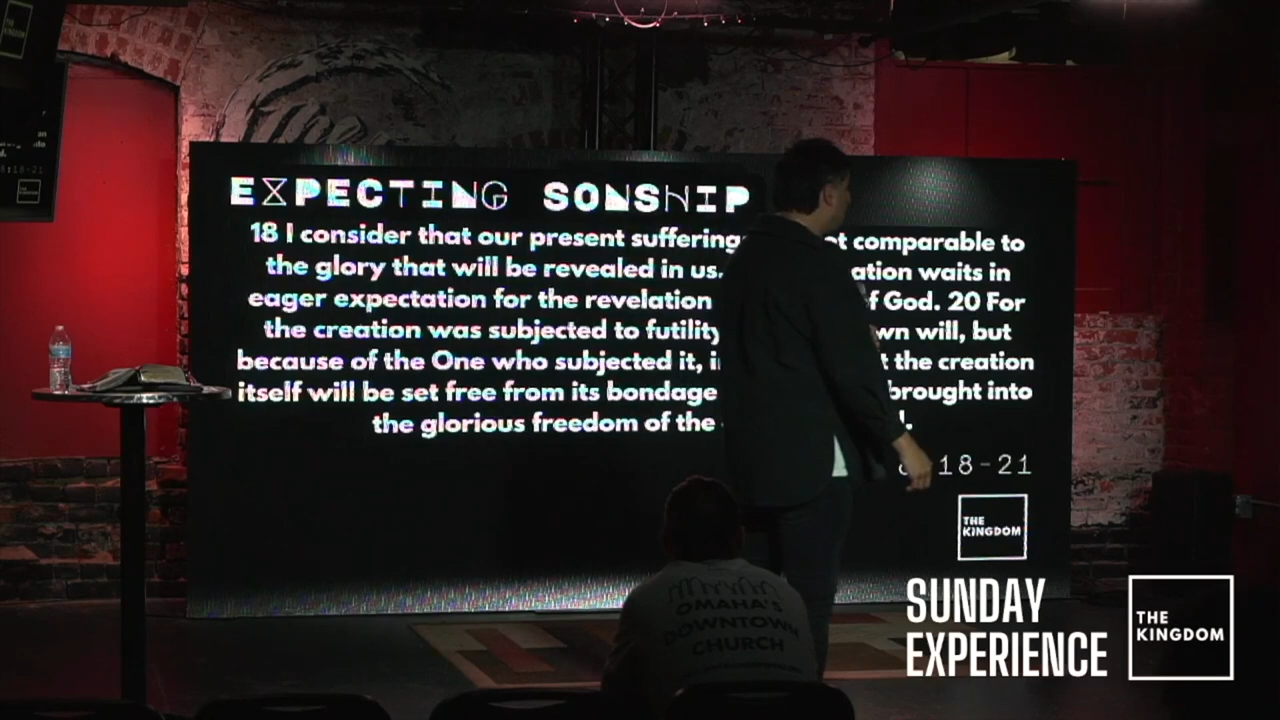 EXPECTING SONSHIP
18 I consider that our present comparable to
the glory that will be revealed in us. waits in
eager expectation for the revelation God. 20 For
the creation was subjected to futility will, but
because of the One who subjected it, the creation
itself will be set free from its bondage brought into
the glorious freedom of the
18-21
THE
KINGDOM
OMAHA'S
DOWNTOWN
CHURCH
SUNDAY
EXPERIENCE
THE
KINGDOM